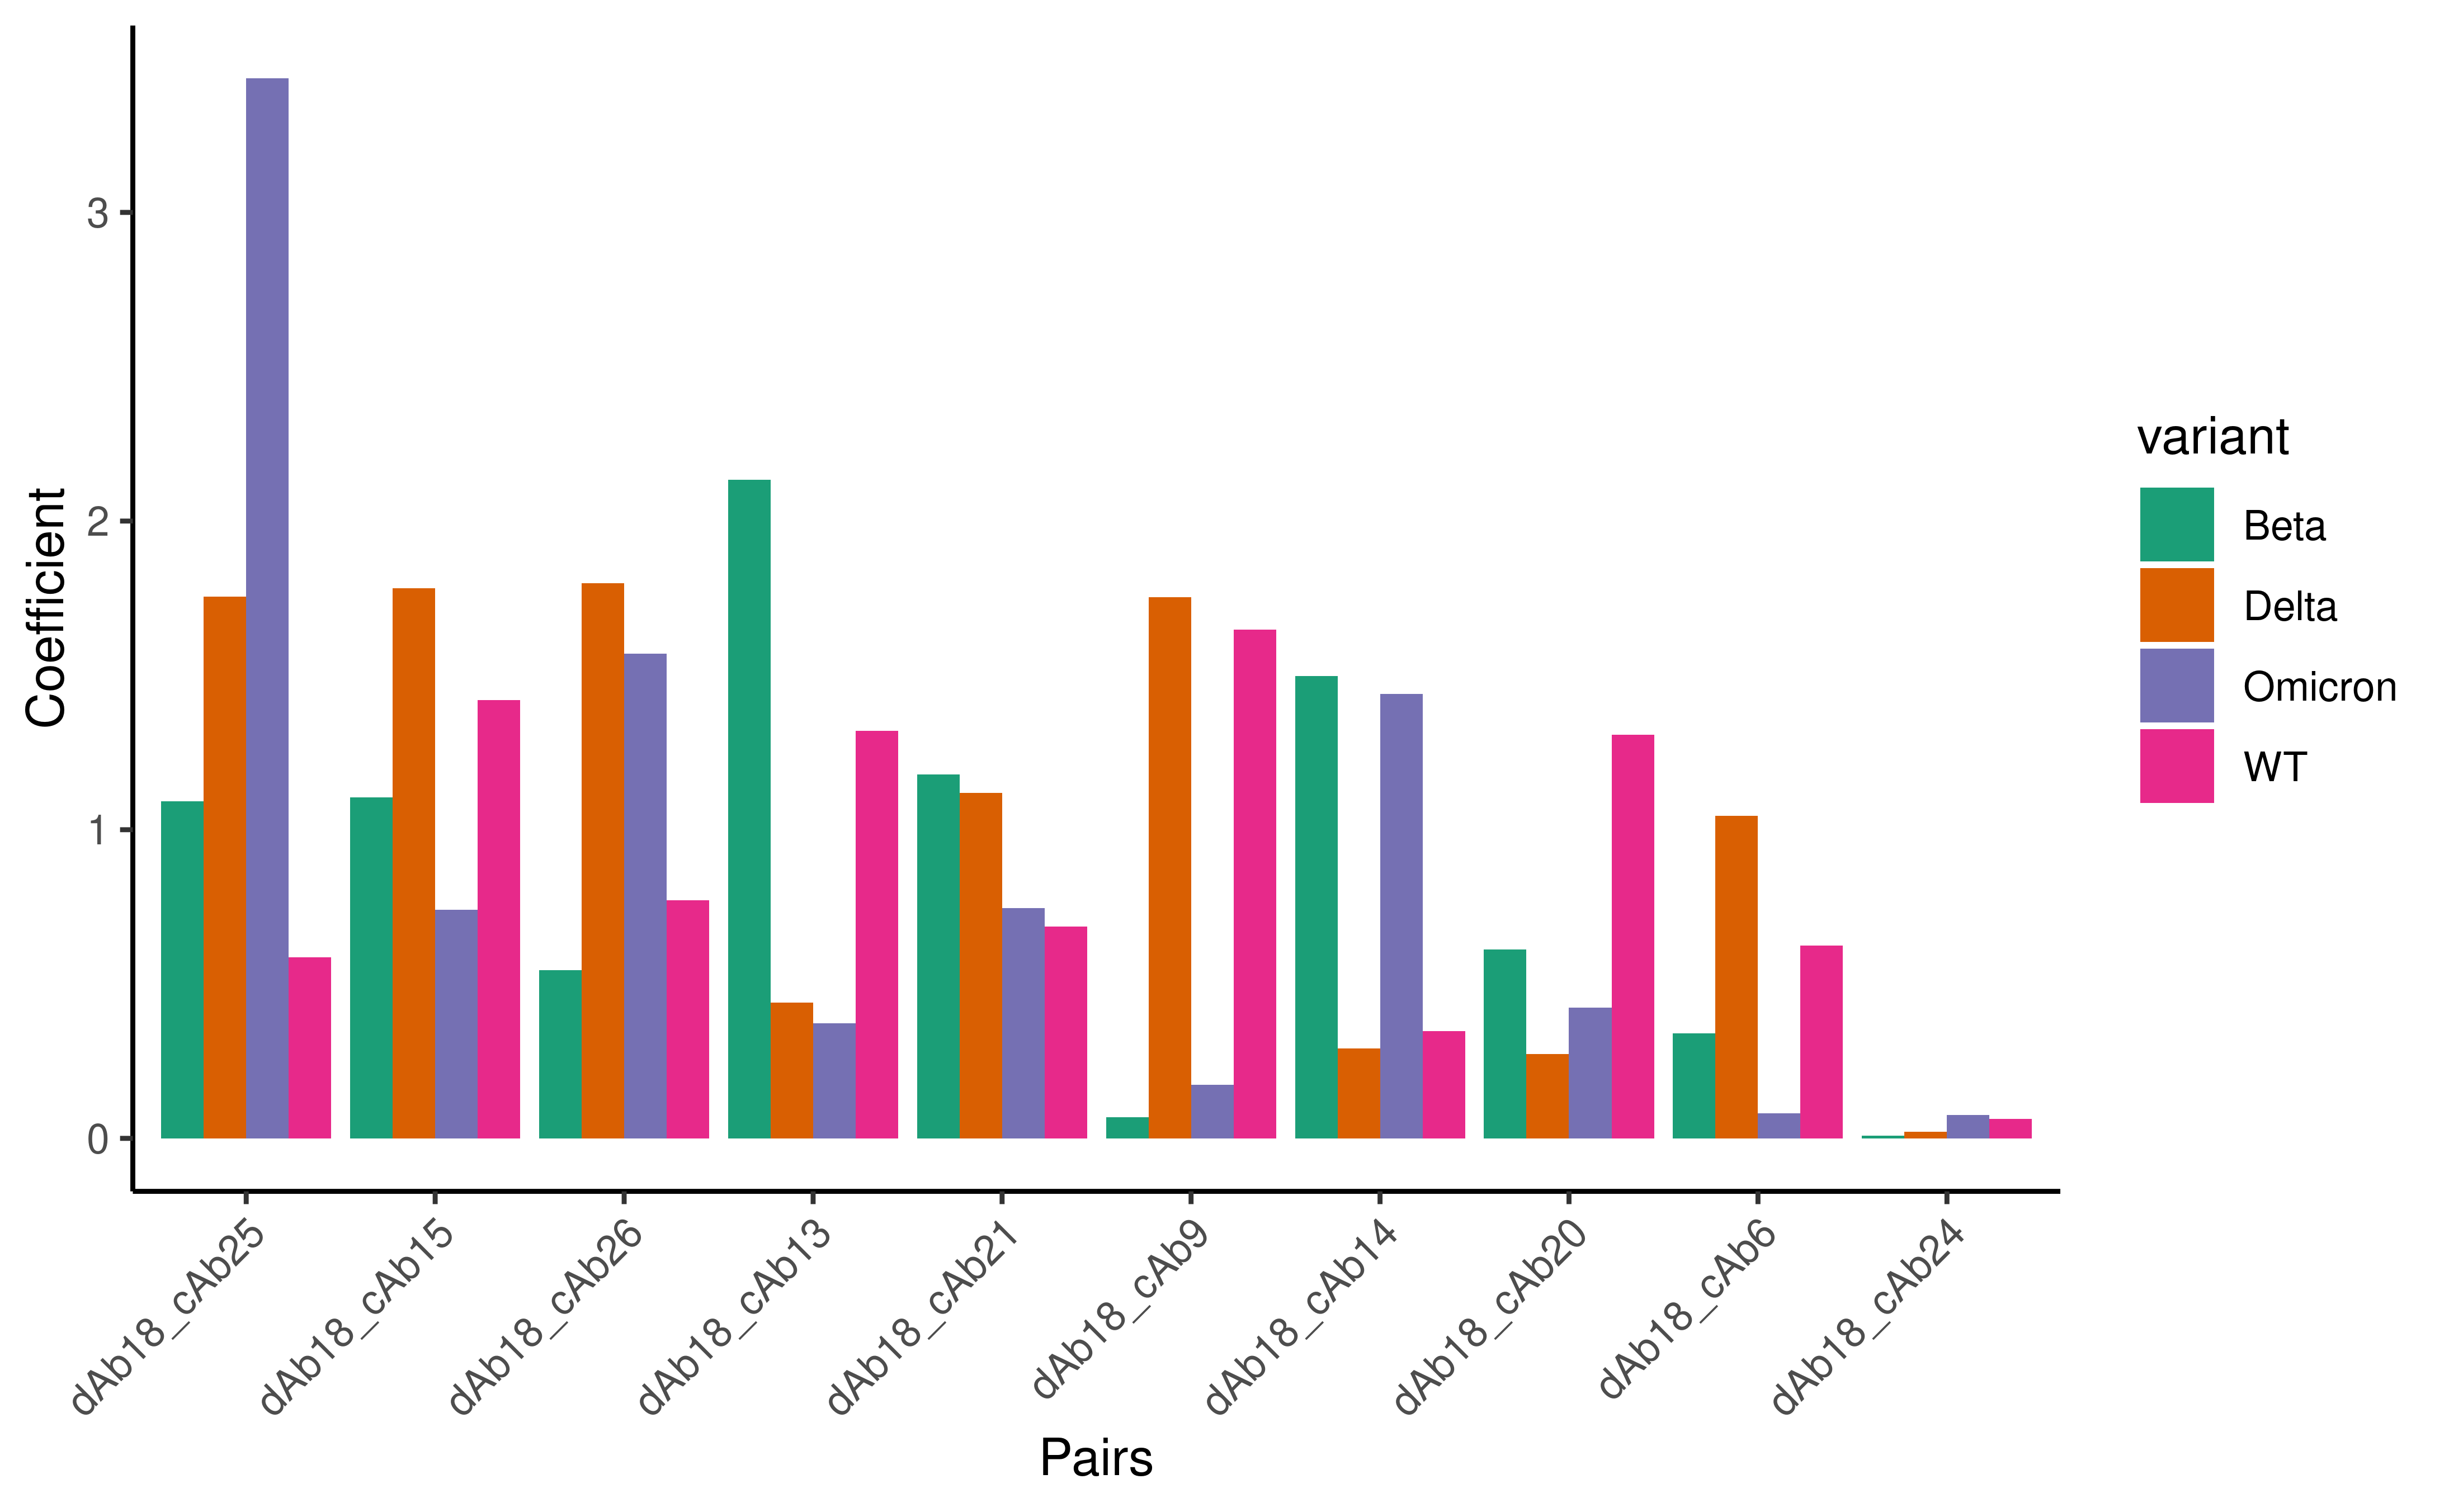 Coefficient
3
2
1
0
dAb18_cAb25
dAb18_cAb15
dAb18_cAb26
dAb18_cAb13
dAb18_cAb21
dAb18_cAb9
dAb18_cAb14
dAb18_cAb20
dAb18_cAb6
dAb18_cAb24
Pairs
variant
Beta
Delta
Omicron
WT